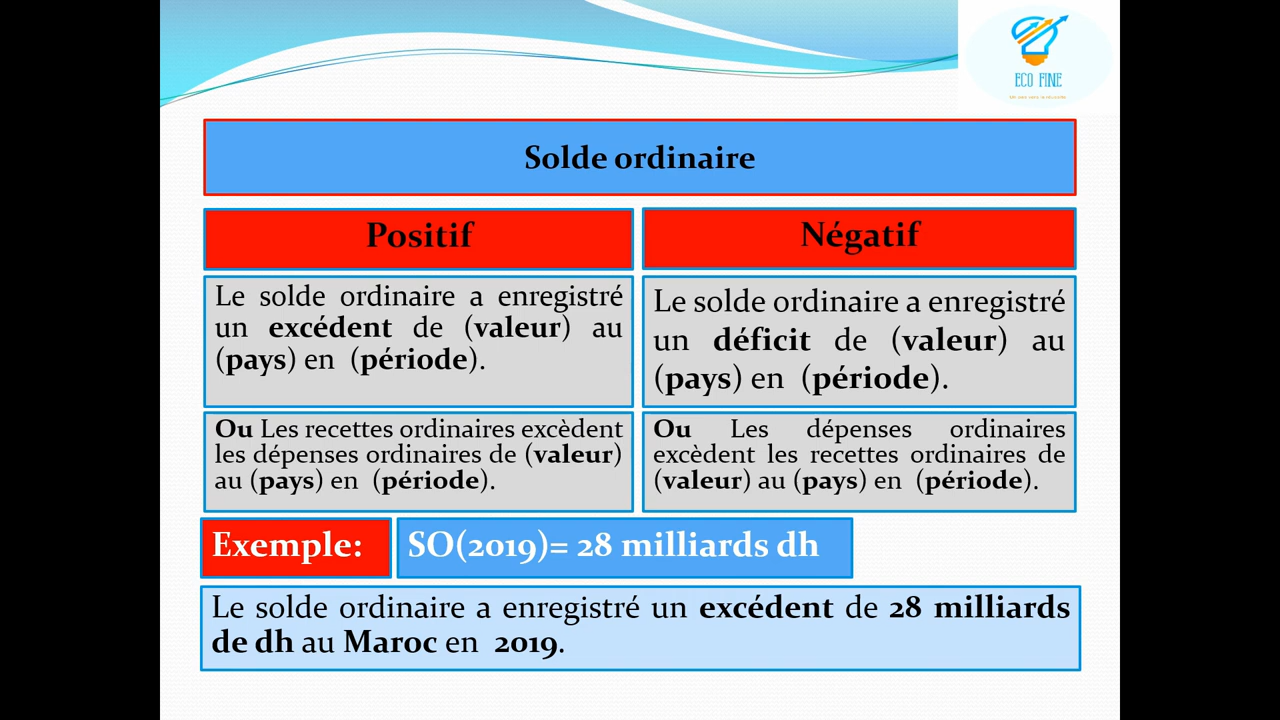 ECO FINE
Solde ordinaire
Positif
Négatif
Le solde ordinaire a enregistré
un excédent de (valeur) au
(pays) en (période).
Le solde ordinaire a enregistré
un déficit de (valeur) au
(pays) en (période).
Ou Les recettes ordinaires excèdent
les dépenses ordinaires de (valeur)
au (pays) en (période).
Ou Les dépenses ordinaires
excèdent les recettes ordinaires de
(valeur) au (pays) en (période).
Exemple:
SO(2019)= 28 milliards dh
Le solde ordinaire a enregistré un excédent de 28 milliards
de dh au Maroc en 2019.